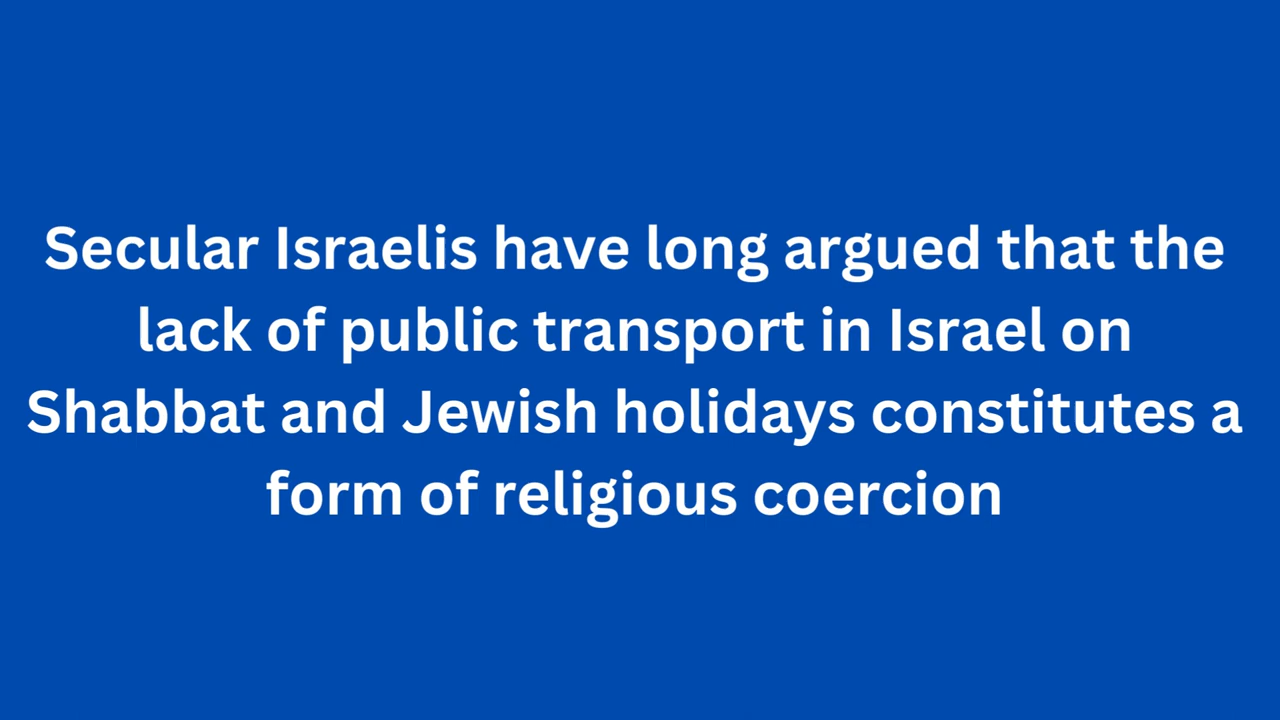 Secular Israelis have long argued that the
lack of public transport in Israel on
Shabbat and Jewish holidays constitutes a
form of religious coercion